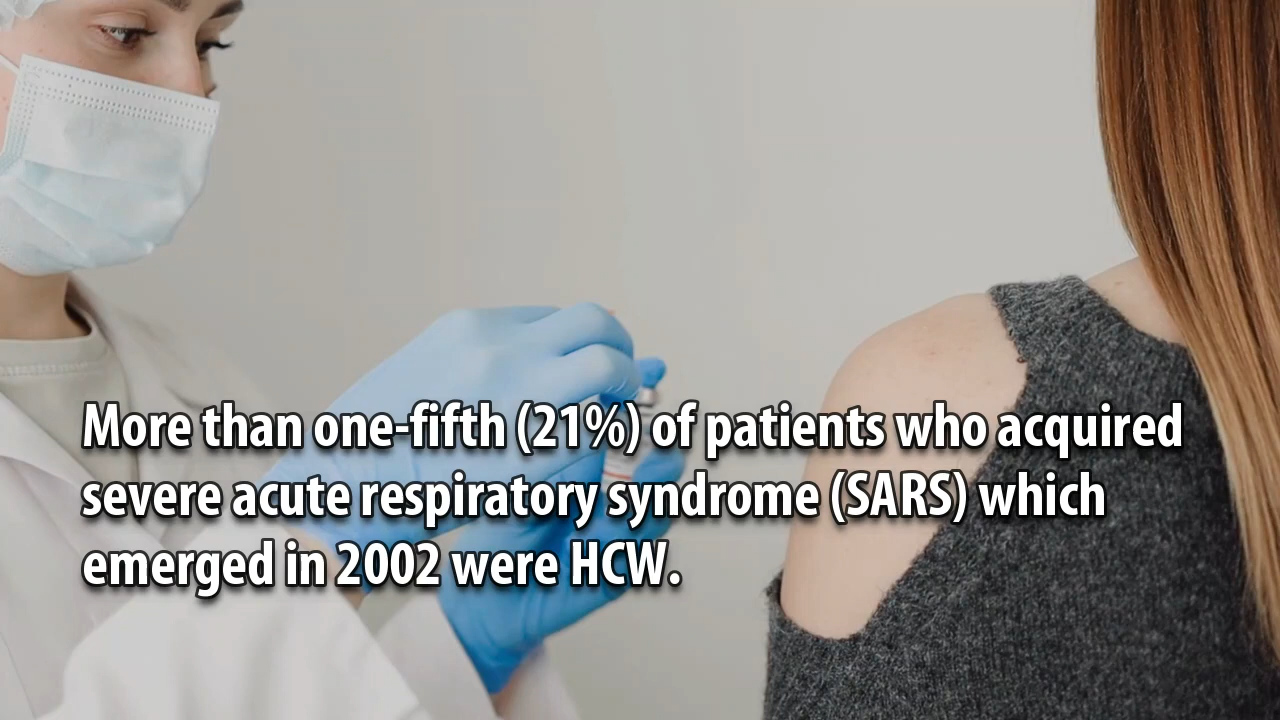 More than one-fifth (21%) of patients who acquired
severe acute respiratory syndrome (SARS) which
emerged in 2002 were HCW.